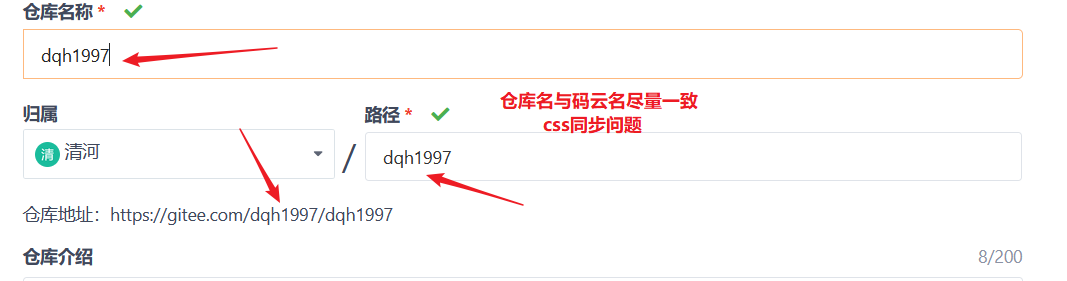 仓库名称 *
dqh1997
仓库名与码云名尽量一致
css同步问题
归属
路径 *
清 清河
/
dqh1997
仓库地址：https://gitee.com/dqh1997/dqh1997
仓库介绍
8/200